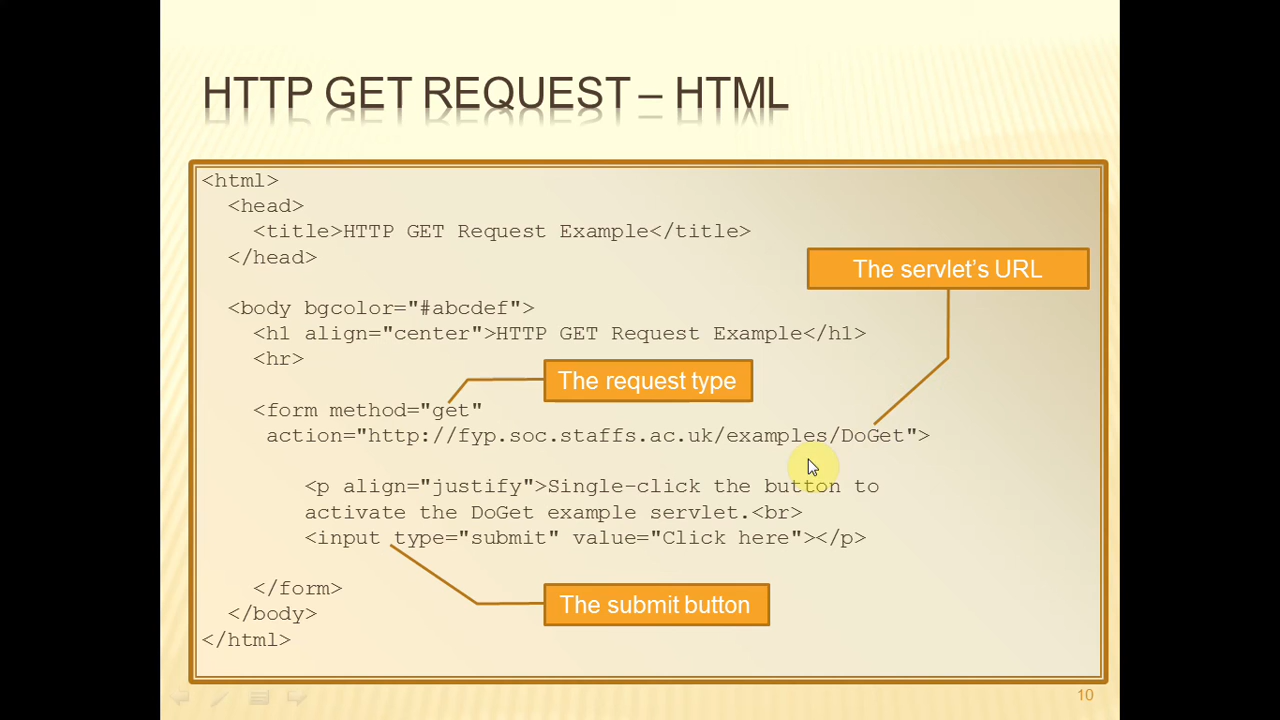 HTTP GET REQUEST – HTML
<html>
<head>
<title>HTTP GET Request Example</title>
</head>
The servlet's URL
<body bgcolor="#abcdef">
<h1 align="center">HTTP GET Request Example</h1>
<hr>
The request type
<form method="get"
action="http://fyp.soc.staffs.ac.uk/examples/DoGet">
<p align="justify">Single-click the button to
activate the DoGet example servlet.<br>
<input type="submit" value="Click here"></p>
</form>
The submit button
</body>
</html>
10